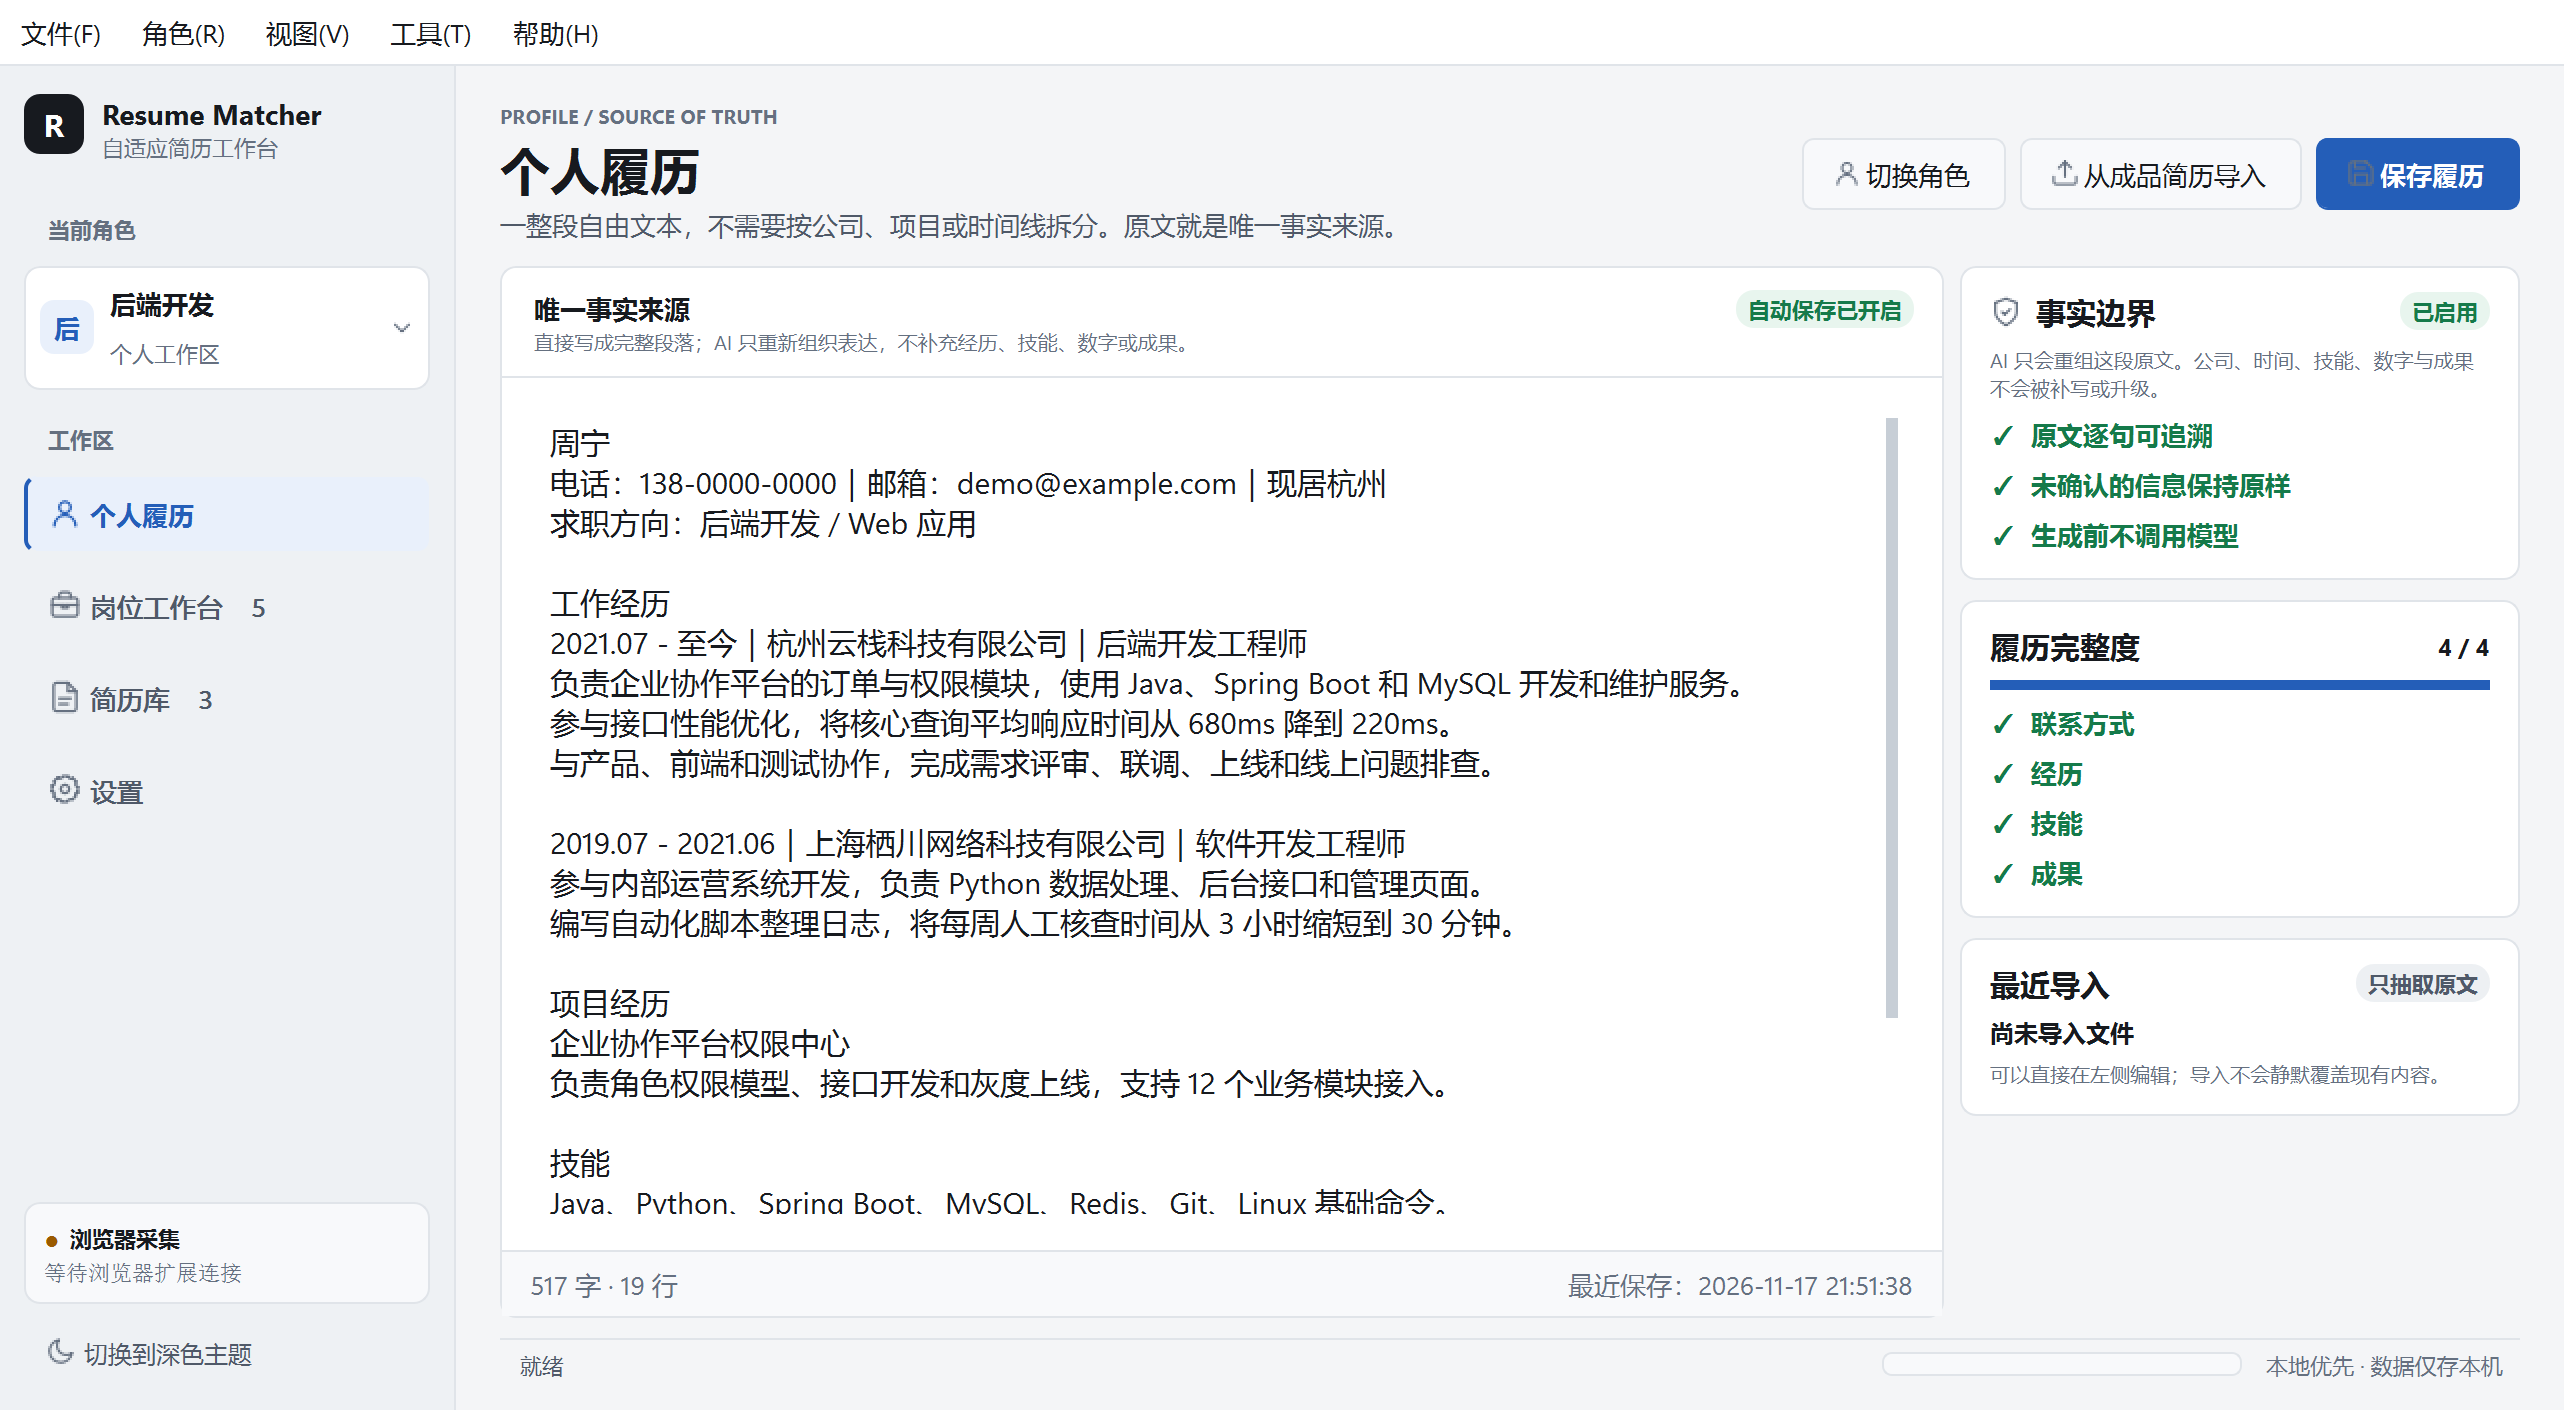 文件(F) 角色(R) 视图(V) 工具(T) 帮助(H)
R
Resume Matcher
自适应简历工作台
当前角色
后
后端开发
个人工作区
工作区
个人履历
岗位工作台 5
简历库 3
设置
浏览器采集
等待浏览器扩展连接
切换到深色主题
PROFILE / SOURCE OF TRUTH
个人履历
一整段自由文本，不需要按公司、项目或时间线拆分。原文就是唯一事实来源。
切换角色
从成品简历导入
保存履历
唯一事实来源
自动保存已开启
直接写成完整段落；AI 只重新组织表达，不补充经历、技能、数字或成果。
周宁
电话：138-0000-0000｜邮箱：demo@example.com｜现居杭州
求职方向：后端开发 / Web 应用
工作经历
2021.07 - 至今｜杭州云栈科技有限公司｜后端开发工程师
负责企业协作平台的订单与权限模块，使用 Java、Spring Boot 和 MySQL 开发和维护服务。
参与接口性能优化，将核心查询平均响应时间从 680ms 降到 220ms。
与产品、前端和测试协作，完成需求评审、联调、上线和线上问题排查。
2019.07 - 2021.06｜上海栖川网络科技有限公司｜软件开发工程师
参与内部运营系统开发，负责 Python 数据处理、后台接口和管理页面。
编写自动化脚本整理日志，将每周人工核查时间从 3 小时缩短到 30 分钟。
项目经历
企业协作平台权限中心
负责角色权限模型、接口开发和灰度上线，支持 12 个业务模块接入。
技能
Java、Python、Spring Boot、MySQL、Redis、Git、Linux 基础命令。
517 字 · 19 行
最近保存：2026-11-17 21:51:38
事实边界
已启用
AI 只会重组这段原文。公司、时间、技能、数字与成果
不会被补写或升级。
✓ 原文逐句可追溯
✓ 未确认的信息保持原样
✓ 生成前不调用模型
履历完整度
4 / 4
✓ 联系方式
✓ 经历
✓ 技能
✓ 成果
最近导入
只抽取原文
尚未导入文件
可以直接在左侧编辑；导入不会静默覆盖现有内容。
就绪
本地优先 · 数据仅存本机